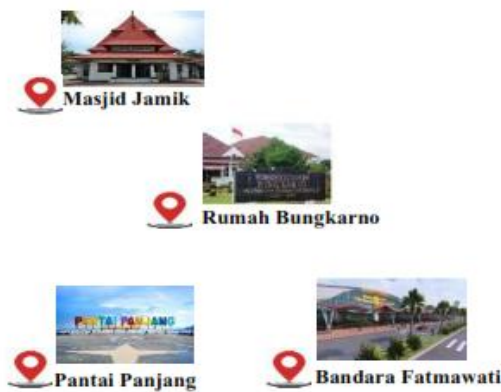 Masjid Jamik
Rumah Bungkarno
PANTAI PANJANG
Pantai Panjang
Bandara Fatmawati